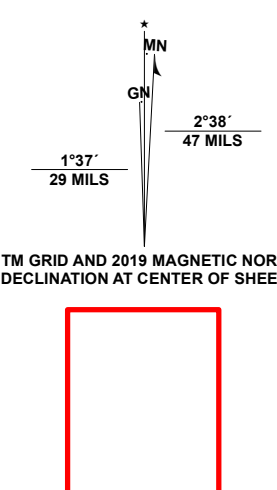 ★
MN
GN
2°38´
47 MILS
1°37´
29 MILS
TM GRID AND 2019 MAGNETIC NOR
DECLINATION AT CENTER OF SHEE